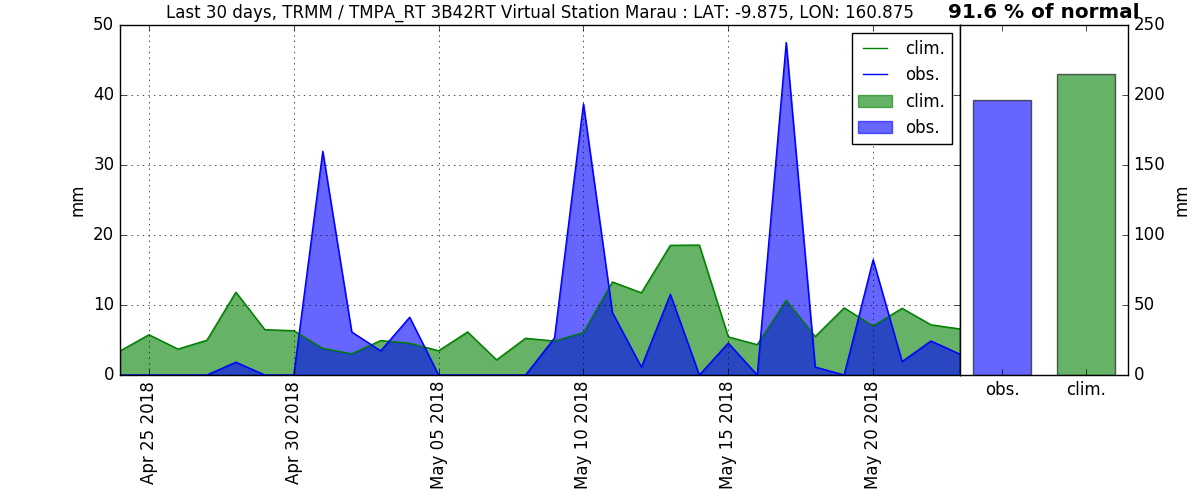 Last 30 days, TRMM / TMPA_RT 3B42RT Virtual Station Marau : LAT: -9.875, LON: 160.875
91.6 % of normal
50
40
30
20
10
0
mm
clim.
obs.
clim.
obs.
250
200
150
100
50
0
mm
Apr 25 2018
Apr 30 2018
May 05 2018
May 10 2018
May 15 2018
May 20 2018
obs.
clim.